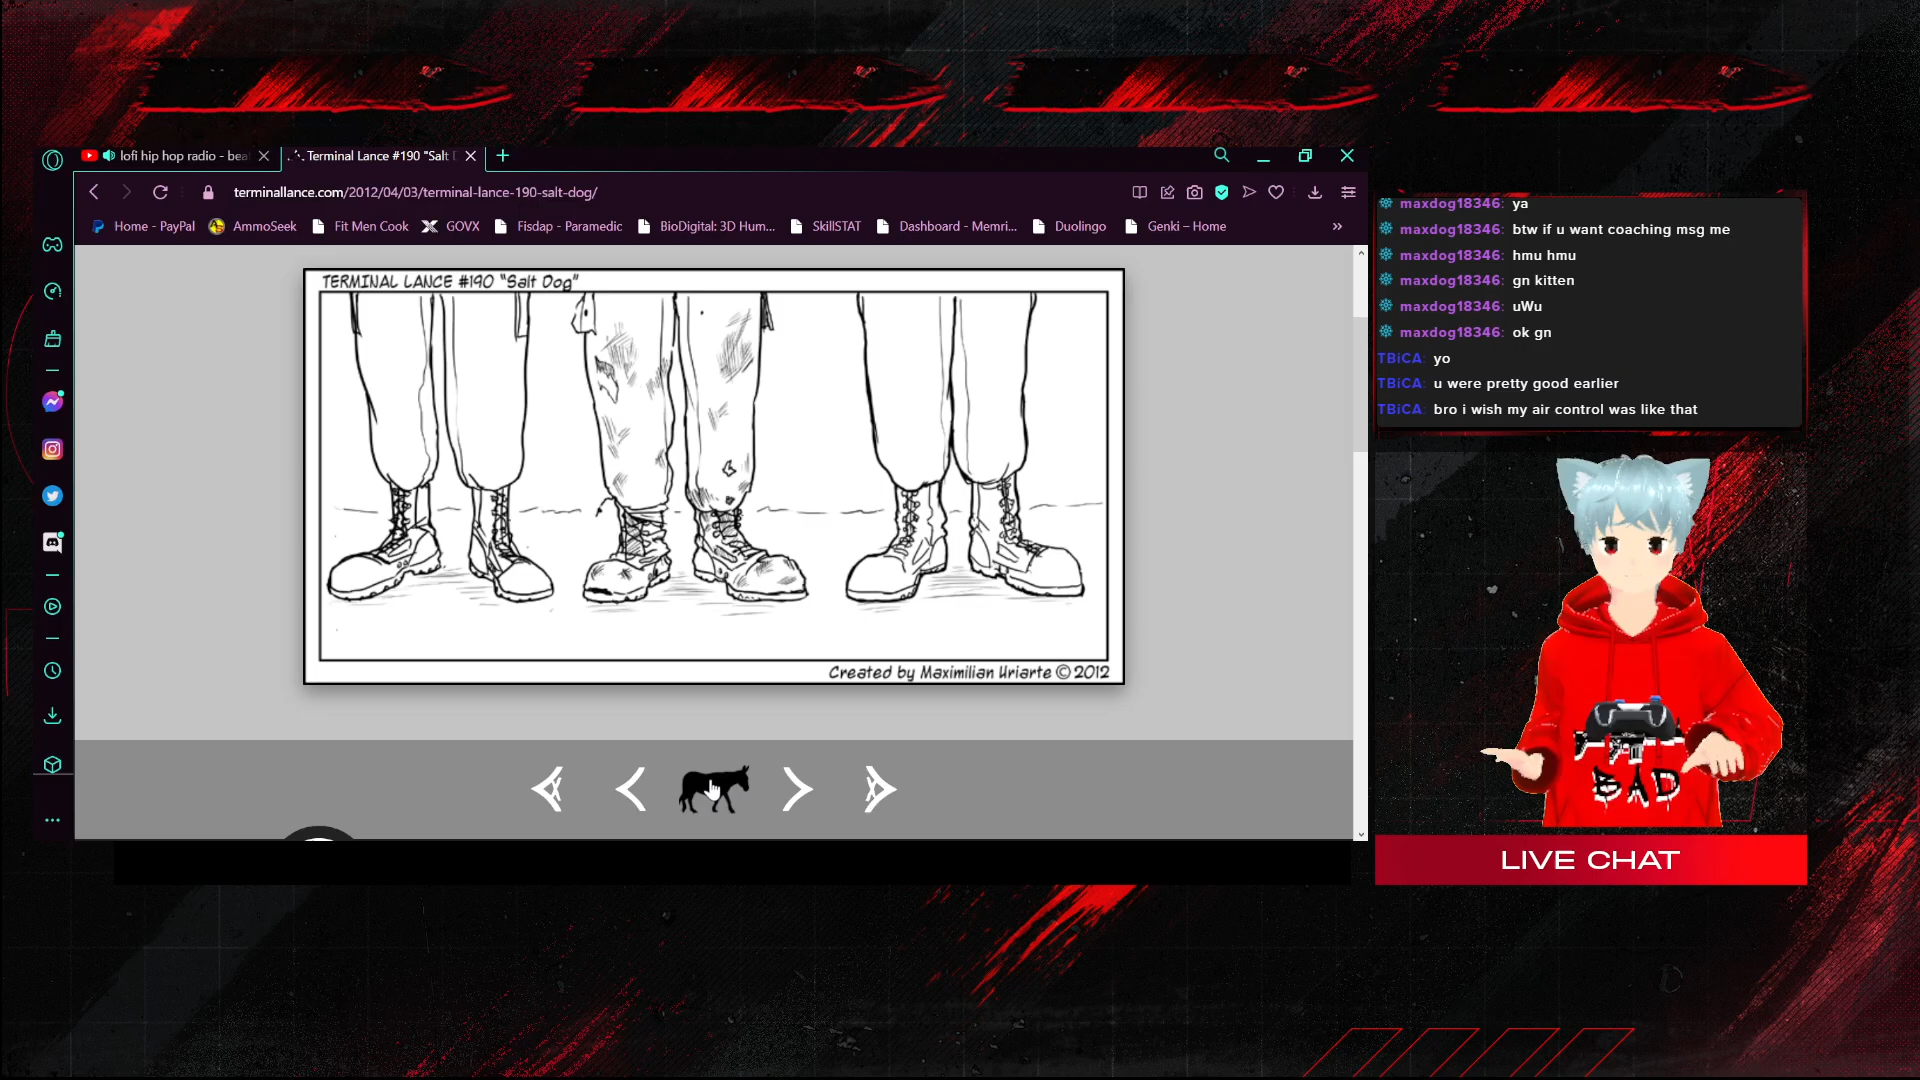 lofi hip hop radio - bea
Terminal Lance #190 "Salt D
terminallance.com/2012/04/03/terminal-lance-190-salt-dog/
Home - PayPal
AmmoSeek
Fit Men Cook
GOVX
Fisdap - Paramedic
BioDigital: 3D Hum...
SkillSTAT
Dashboard - Memri...
Duolingo
Genki – Home
»
TERMINAL LANCE #190 "Salt Dog"
Created by Maximilian Uriarte © 2012
maxdog18346: ya
maxdog18346: btw if u want coaching msg me
maxdog18346: hmu hmu
maxdog18346: gn kitten
maxdog18346: uWu
maxdog18346: ok gn
TBiCA: yo
TBiCA: u were pretty good earlier
TBiCA: bro i wish my air control was like that
BAD
LIVE CHAT